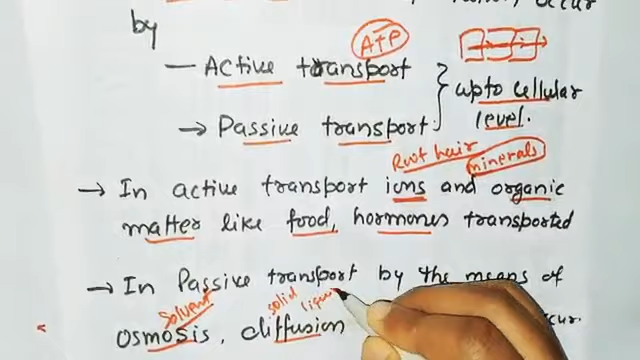 occur
by
ATP
— Active transport
→ Passive transport
upto cellular
level.
Root hair minerals
→ In active transport ions and organic
matter like food, hormones transported
→ In Passive transport by the means of
solvent solid
osmosis, diffusion